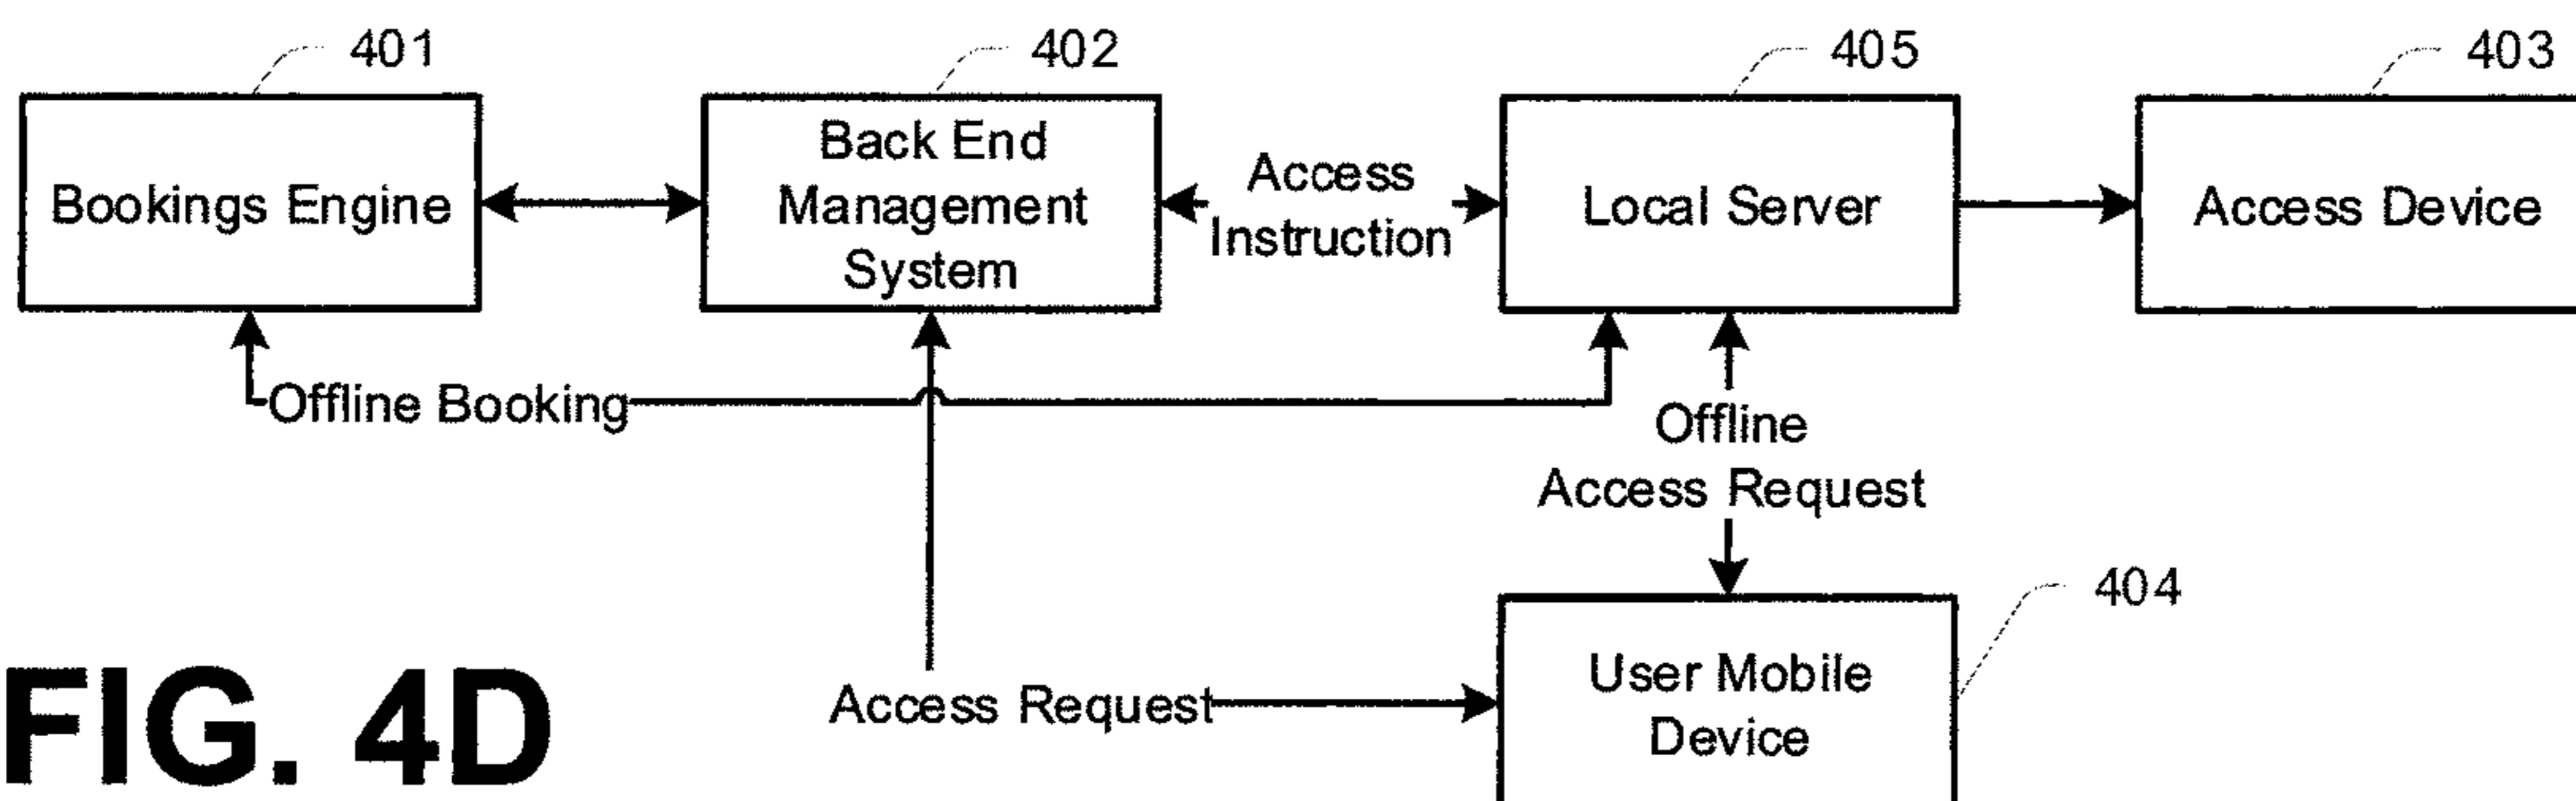 401
402
405
403
Bookings Engine
Back End
Management
System
Access
Instruction
Local Server
Access Device
Offline Booking
Offline
Access Request
404
Access Request
User Mobile
Device
FIG. 4D